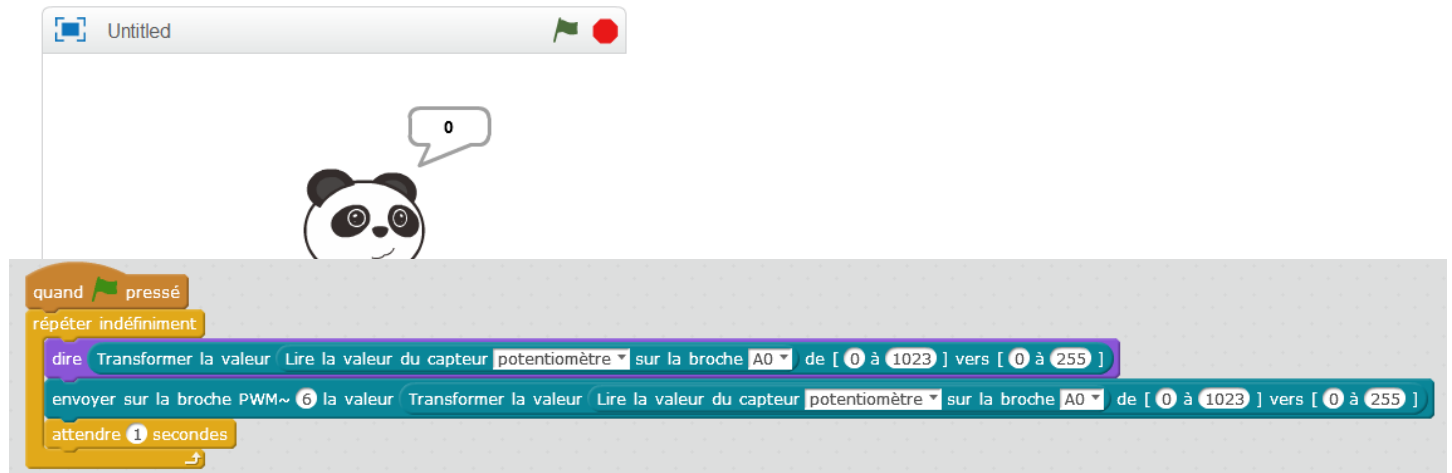 Untitled
0
quand pressé
répéter indéfiniment
dire Transformer la valeur Lire la valeur du capteur potentiomètre sur la broche A0 de [ 0 à 1023 ] vers [ 0 à 255 ]
envoyer sur la broche PWM~ 6 la valeur Transformer la valeur Lire la valeur du capteur potentiomètre sur la broche A0 de [ 0 à 1023 ] vers [ 0 à 255 ]
attendre 1 secondes